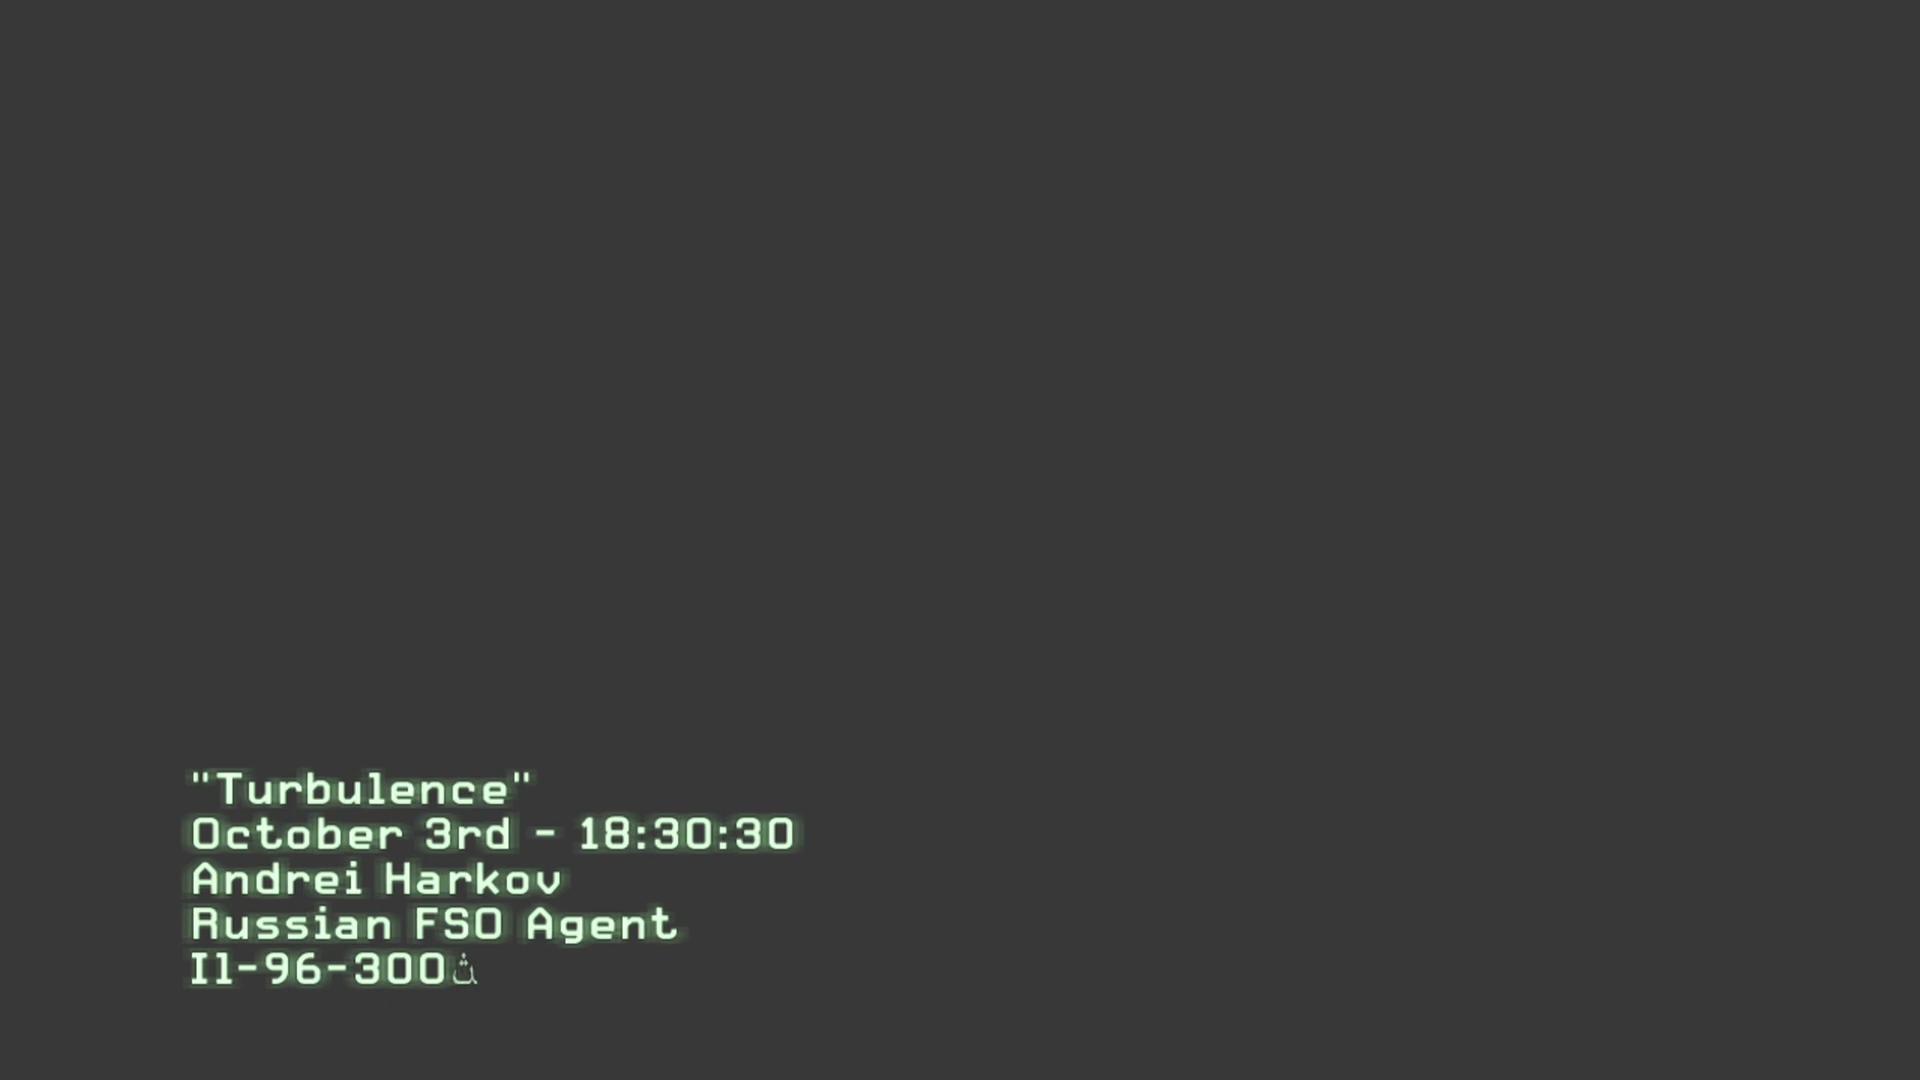 "Turbulence"
October 3rd - 18:30:30
Andrei Harkov
Russian FSO Agent
Il-96-300